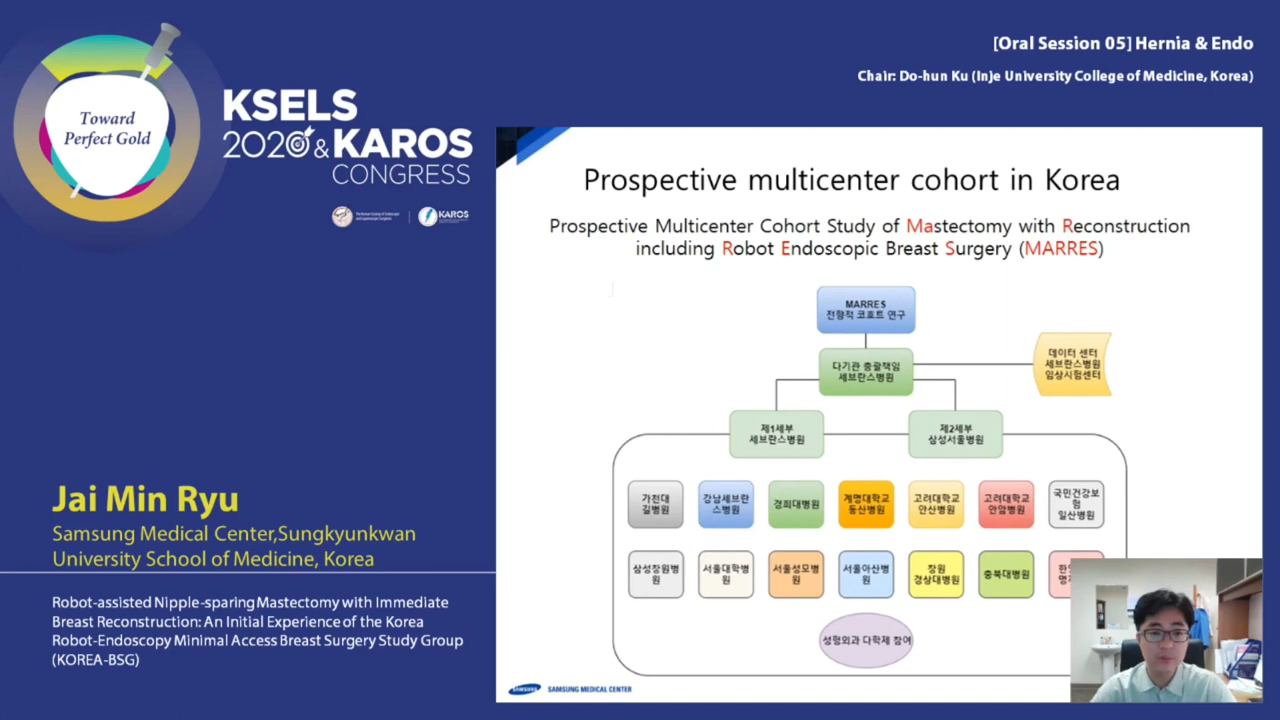 Toward
Perfect Gold
KSELS
2020 & KAROS
CONGRESS
KAROS
[Oral Session 05] Hernia & Endo
Chair: Do-hun Ku (Inje University College of Medicine, Korea)
Prospective multicenter cohort in Korea
Prospective Multicenter Cohort Study of Mastectomy with Reconstruction
including Robot Endoscopic Breast Surgery (MARRES)
MARRES
전향적 코호트 연구
다기관 총괄책임
세브란스병원
데이터 센터
세브란스병원
임상시험센터
제1세부
세브란스병원
제2세부
삼성서울병원
가천대
길병원
강남세브란
스병원
경희대병원
계명대학교
동산병원
고려대학교
안산병원
고려대학교
안암병원
국민건강보
험
일산병원
삼성창원병
원
서울대학병
원
서울성모병
원
서울아산병
원
창원
경상대병원
충북대병원
성형외과 다학제 참여
SAMSUNG
SAMSUNG MEDICAL CENTER
Jai Min Ryu
Samsung Medical Center,Sungkyunkwan
University School of Medicine, Korea
Robot-assisted Nipple-sparing Mastectomy with Immediate
Breast Reconstruction: An Initial Experience of the Korea
Robot-Endoscopy Minimal Access Breast Surgery Study Group
(KOREA-BSG)